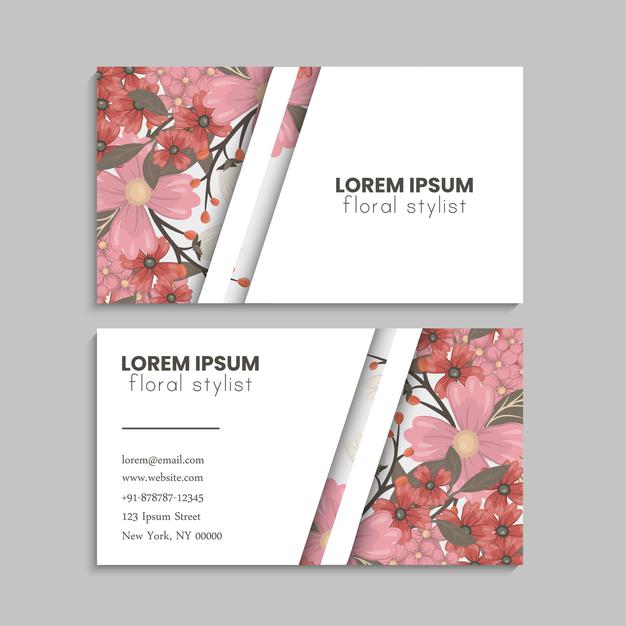 LOREM IPSUM
floral stylist
LOREM IPSUM
floral stylist
lorem@email.com
www.website.com
+91-878787-12345
123 Ipsum Street
New York, NY 00000